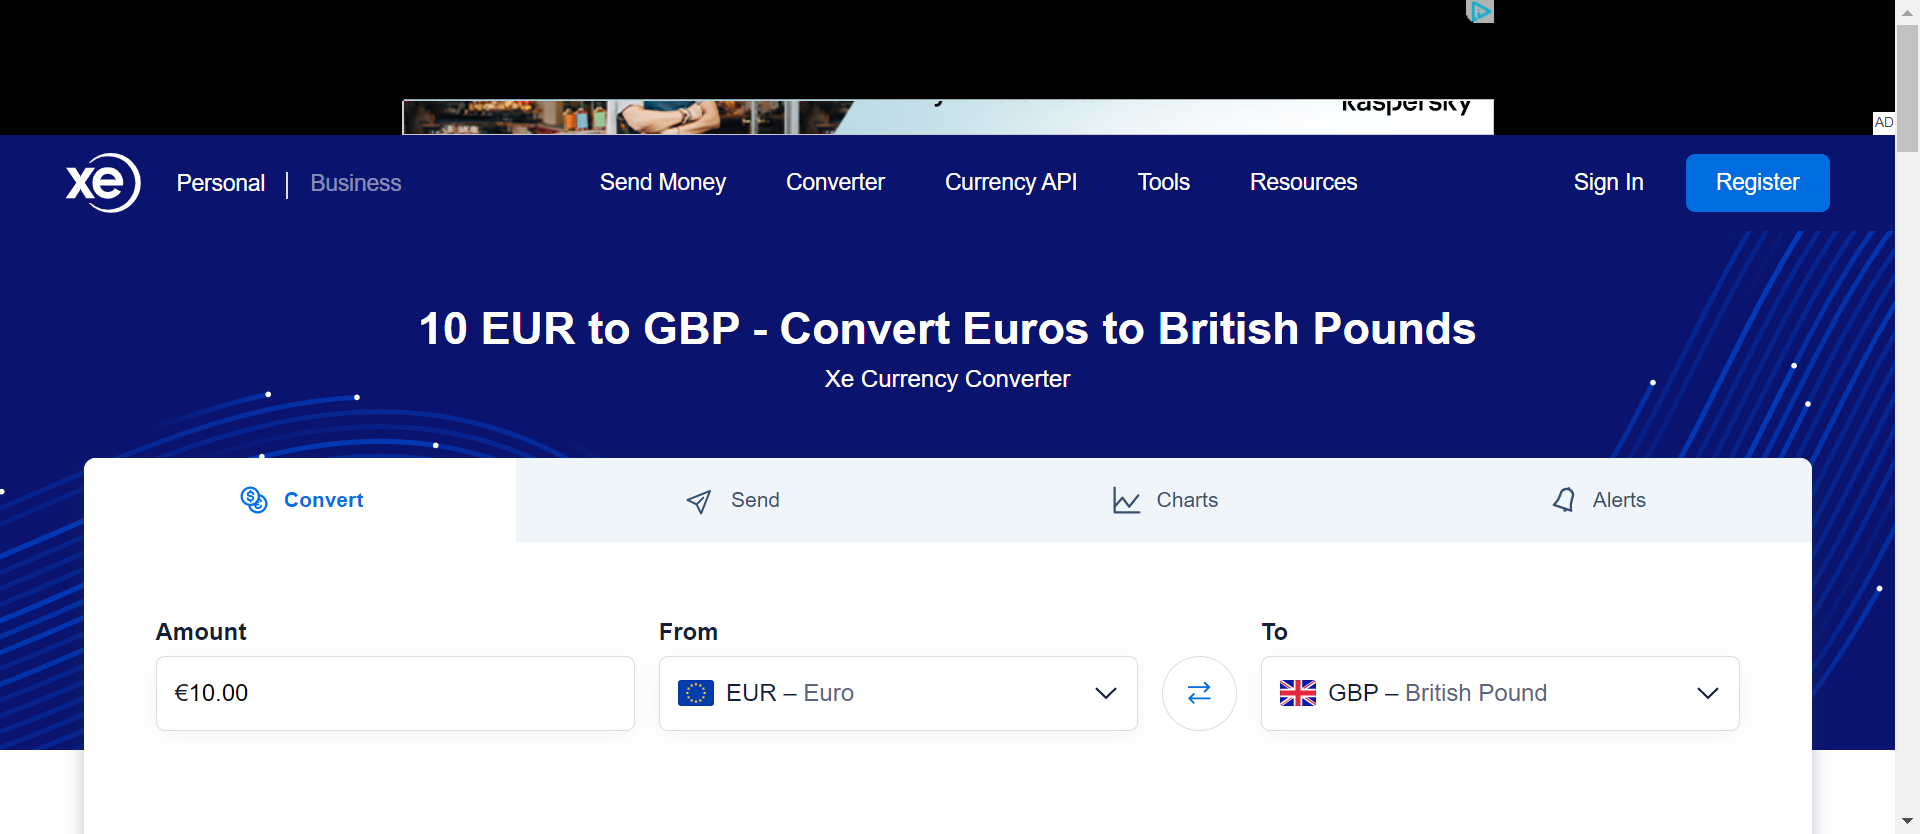 kaspersky
AD
xe
Personal | Business
Send Money
Converter
Currency API
Tools
Resources
Sign In
Register
10 EUR to GBP - Convert Euros to British Pounds
Xe Currency Converter
Convert
Send
Charts
Alerts
Amount
From
To
€10.00
EUR – Euro
GBP – British Pound